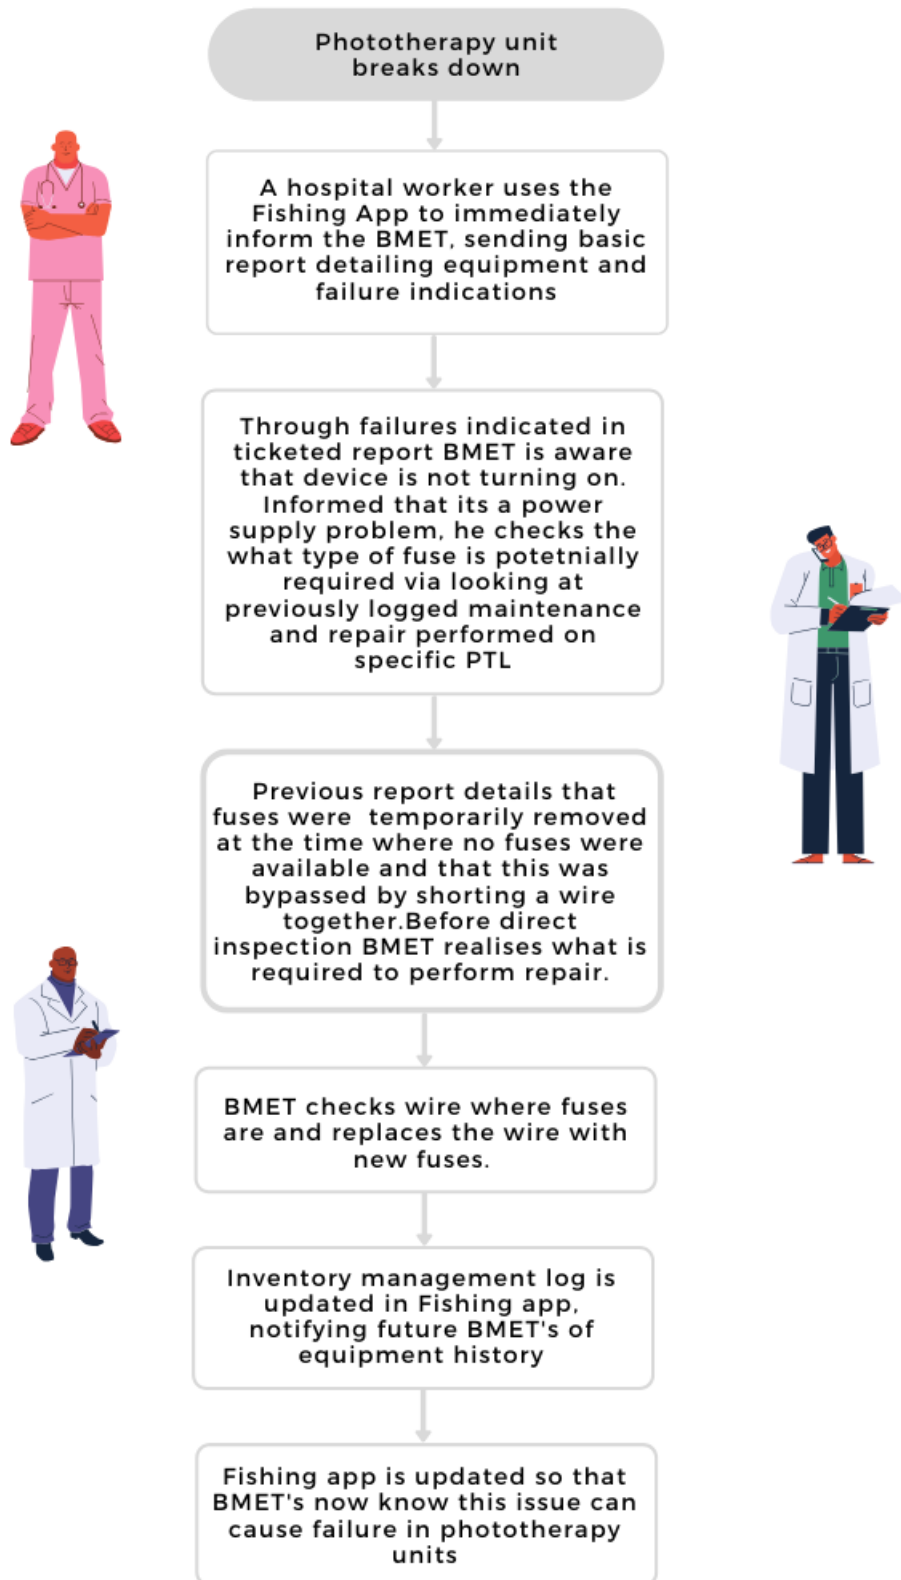 Phototherapy unit
breaks down
A hospital worker uses the
Fishing App to immediately
inform the BMET, sending basic
report detailing equipment and
failure indications
Through failures indicated in
ticketed report BMET is aware
that device is not turning on.
Informed that its a power
supply problem, he checks the
what type of fuse is potetnially
required via looking at
previously logged maintenance
and repair performed on
specific PTL
Previous report details that
fuses were temporarily removed
at the time where no fuses were
available and that this was
bypassed by shorting a wire
together.Before direct
inspection BMET realises what is
required to perform repair.
BMET checks wire where fuses
are and replaces the wire with
new fuses.
Inventory management log is
updated in Fishing app,
notifying future BMET's of
equipment history
Fishing app is updated so that
BMET's now know this issue can
cause failure in phototherapy
units